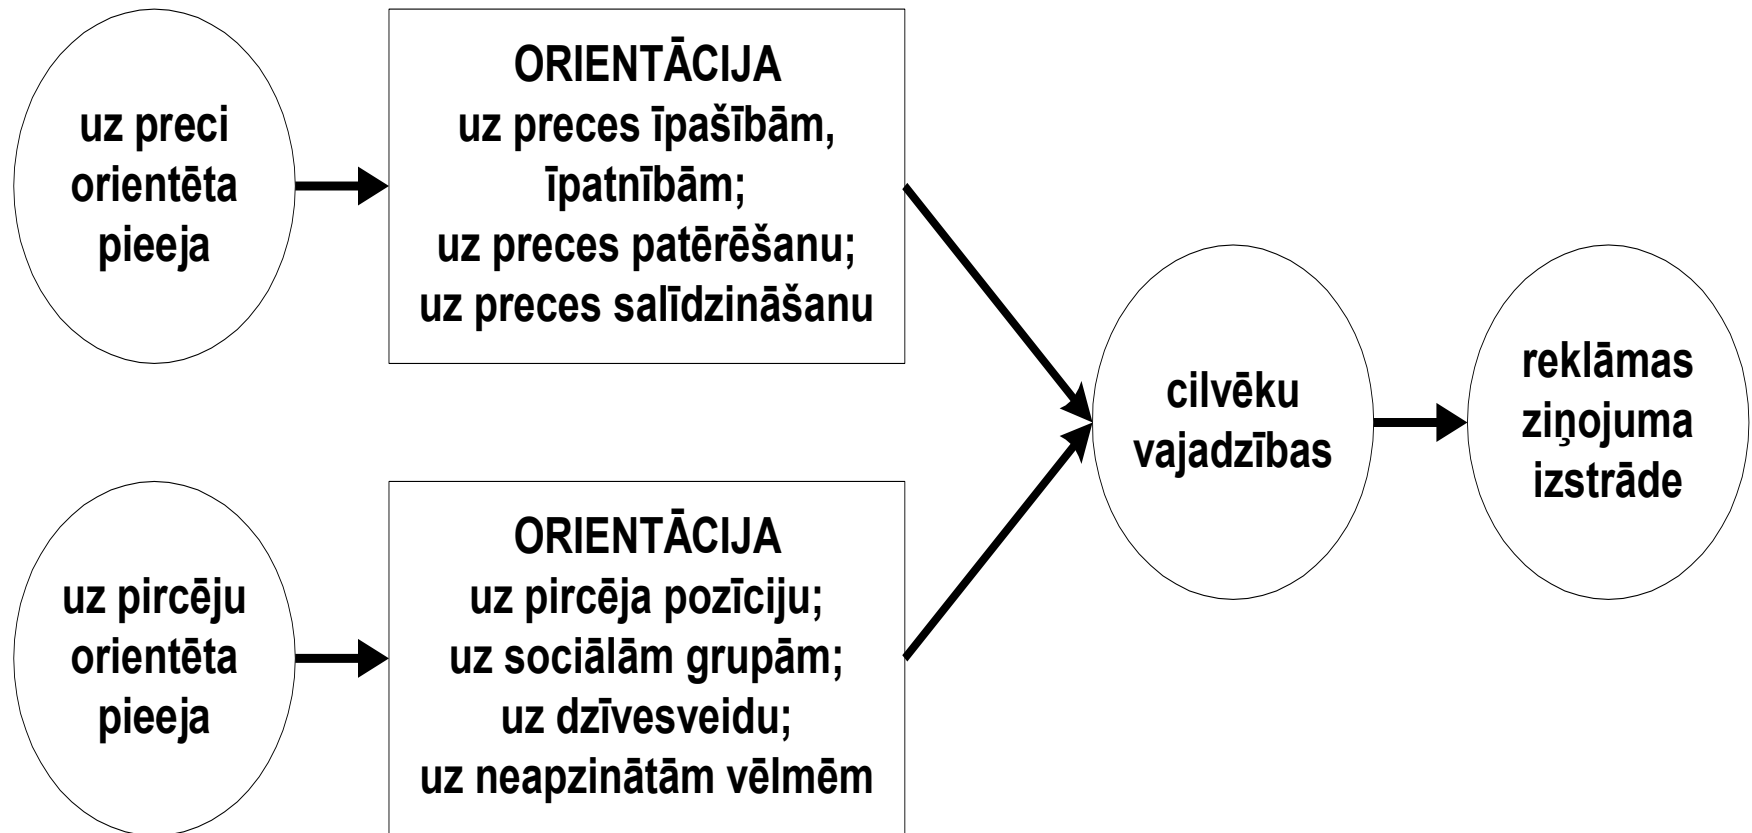 uz preci
orientēta
pieeja
ORIENTĀCIJA
uz preces īpašībām,
īpatnībām;
uz preces patērēšanu;
uz preces salīdzināšanu
uz pircēju
orientēta
pieeja
ORIENTĀCIJA
uz pircēja pozīciju;
uz sociālām grupām;
uz dzīvesveidu;
uz neapzinātām vēlmēm
cilvēku
vajadzības
reklāmas
ziņojuma
izstrāde